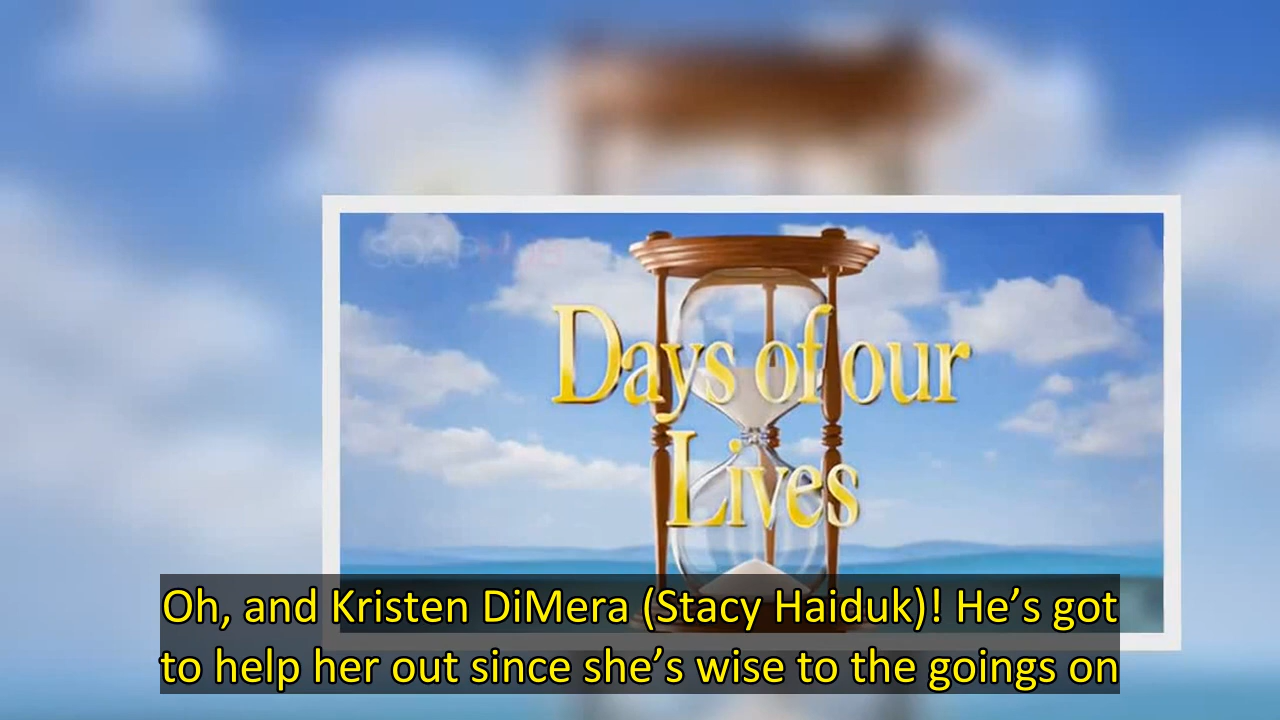 Days of our
Lives
Oh, and Kristen DiMera (Stacy Haiduk)! He’s got
to help her out since she’s wise to the goings on